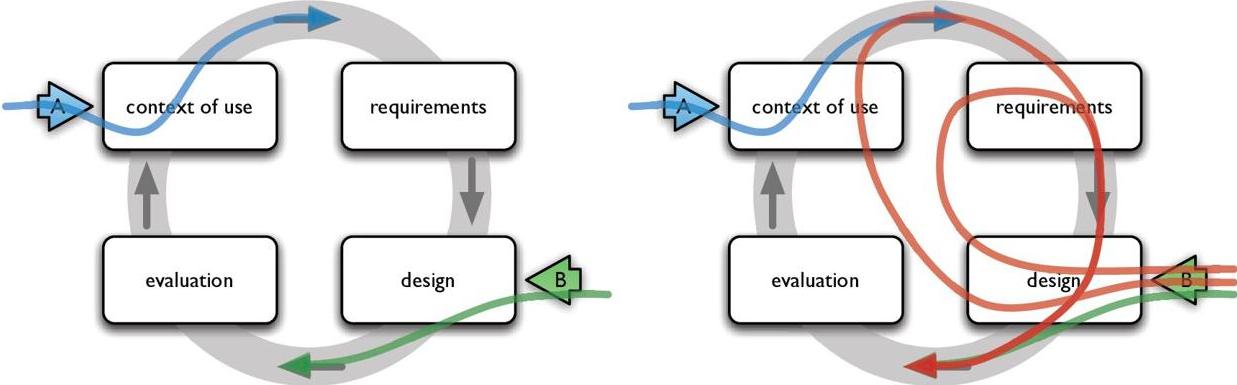 A
context of use
requirements
evaluation
design
B
A
context of use
requirements
evaluation
design
B